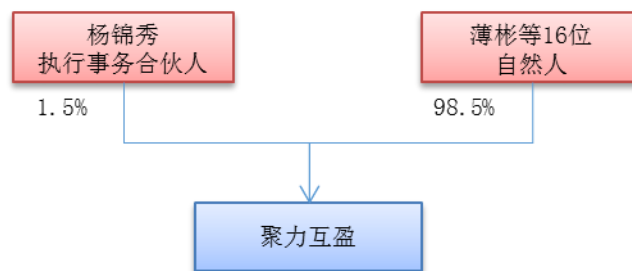 杨锦秀
执行事务合伙人
薄彬等16位
自然人
1.5%
98.5%
聚力互盈